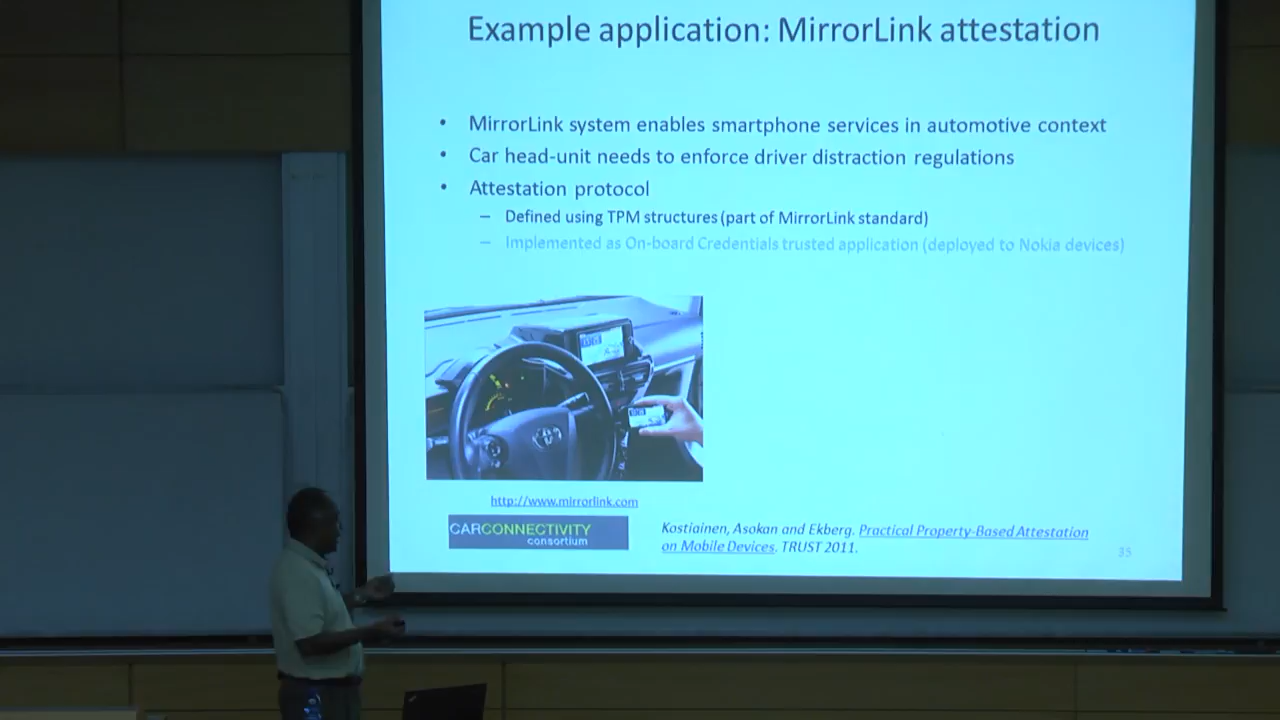 Example application: MirrorLink attestation
• MirrorLink system enables smartphone services in automotive context
• Car head-unit needs to enforce driver distraction regulations
• Attestation protocol
– Defined using TPM structures (part of MirrorLink standard)
– Implemented as On-board Credentials trusted application (deployed to Nokia devices)
http://www.mirrorlink.com
CARCONNECTIVITY
consortium
Kostiainen, Asokan and Ekberg. Practical Property-Based Attestation
on Mobile Devices. TRUST 2011.
35